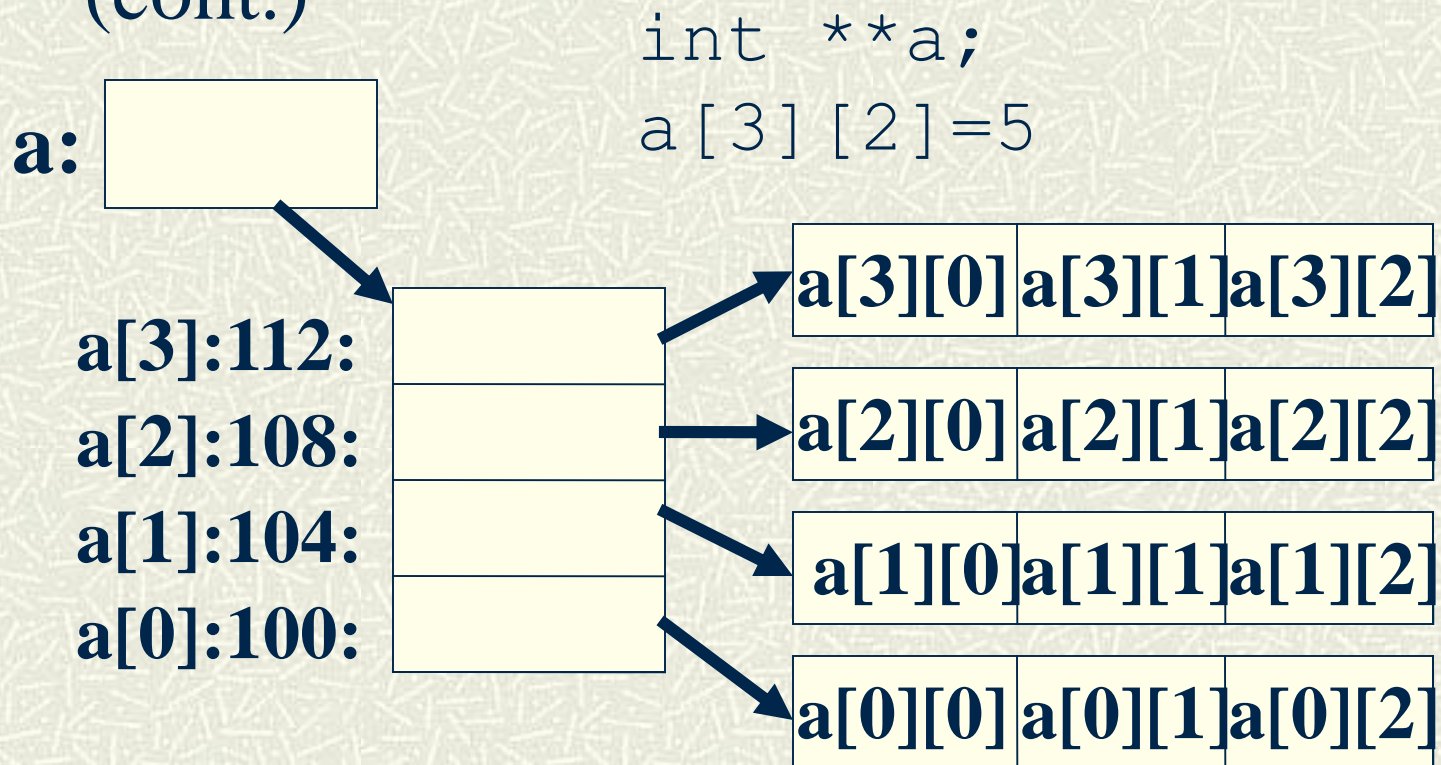 (cont.)
int **a;
a[3][2]=5
a:
a[3]:112:
a[2]:108:
a[1]:104:
a[0]:100:
a[3][0] a[3][1] a[3][2]
a[2][0] a[2][1] a[2][2]
a[1][0] a[1][1] a[1][2]
a[0][0] a[0][1] a[0][2]